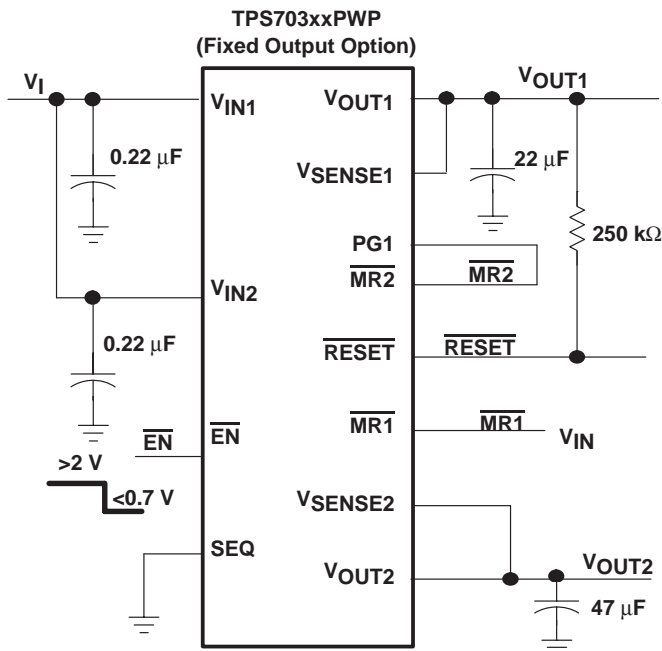 TPS703xxPWP
(Fixed Output Option)
VI
VIN1
VOUT1
VOUT1
0.22 μF
VSENSE1
22 μF
PG1
250 kΩ
MR2
MR2
VIN2
0.22 μF
RESET
RESET
EN
EN
MR1
MR1
VIN
>2 V
<0.7 V
VSENSE2
SEQ
VOUT2
VOUT2
47 μF